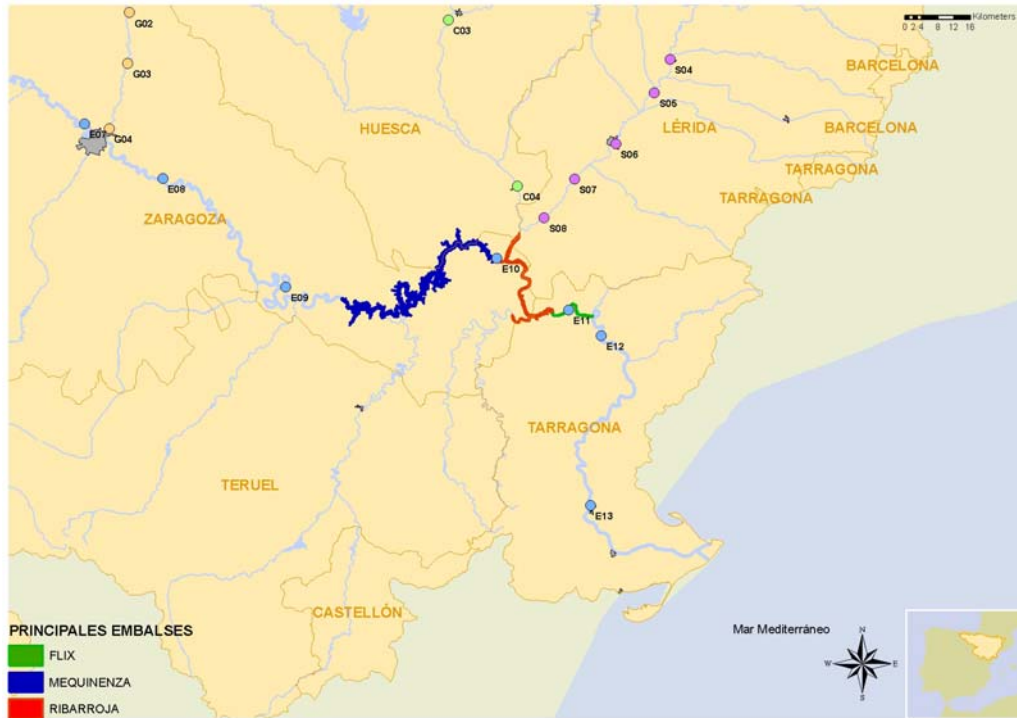 G02
C03
Kilometers
0 2 4 8 12 16
G03
S04
BARCELONA
S05
E07
G04
HUESCA
LÉRIDA
BARCELONA
S06
TARRAGONA
E08
C04
S07
TARRAGONA
ZARAGOZA
S08
E10
E09
E11
E12
TARRAGONA
TERUEL
E13
CASTELLÓN
PRINCIPALES EMBALSES
FLIX
MEQUINENZA
RIBARROJA
Mar Mediterráneo
N
W
E
S